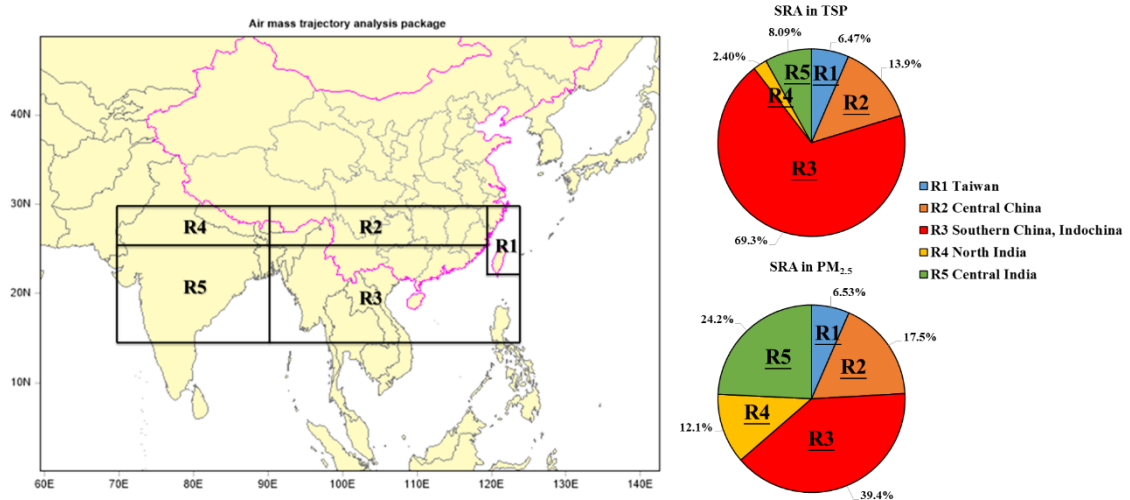 Air mass trajectory analysis package
40N
30N
20N
10N
60E
70E
80E
90E
100E
110E
120E
130E
140E
R4
R2
R1
R5
R3
SRA in TSP
8.09%
6.47%
2.40%
13.9%
R5
R1
R4
R2
R3
69.3%
R1 Taiwan
R2 Central China
R3 Southern China, Indochina
R4 North India
R5 Central India
SRA in PM2.5
6.53%
24.2%
17.5%
R1
R5
R2
R4
R3
12.1%
39.4%